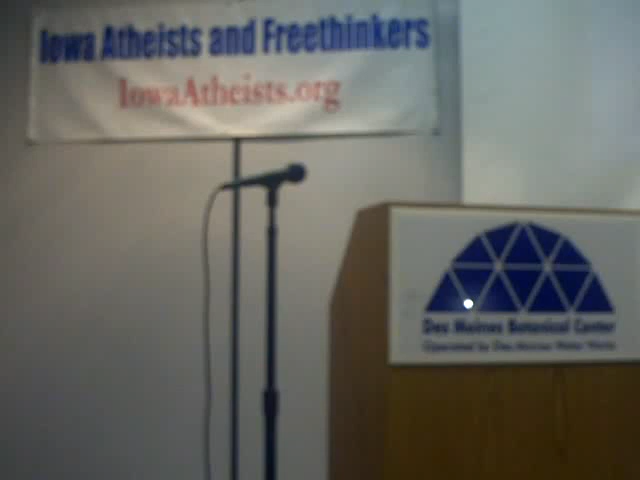 Iowa Atheists and Freethinkers
IowaAtheists.org
Des Moines Botanical Center
Operated by Des Moines Water Works